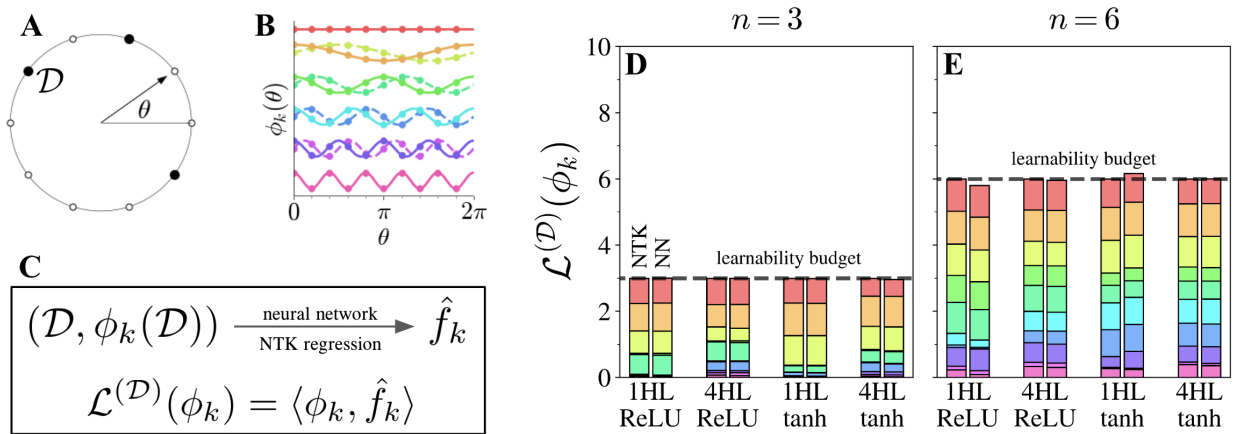 A
𝒟
θ
B
ϕ_k(θ)
0 π 2π
θ
C
(𝒟, ϕ_k(𝒟)) neural network f̂_k
NTK regression
ℒ^(𝒟)(ϕ_k) = ⟨ϕ_k, f̂_k⟩
n = 3
D
ℒ^(𝒟)(ϕ_k)
10
8
6
4
2
0
NTK
NN
learnability budget
1HL 4HL 1HL 4HL
ReLU ReLU tanh tanh
n = 6
E
learnability budget
1HL 4HL 1HL 4HL
ReLU ReLU tanh tanh